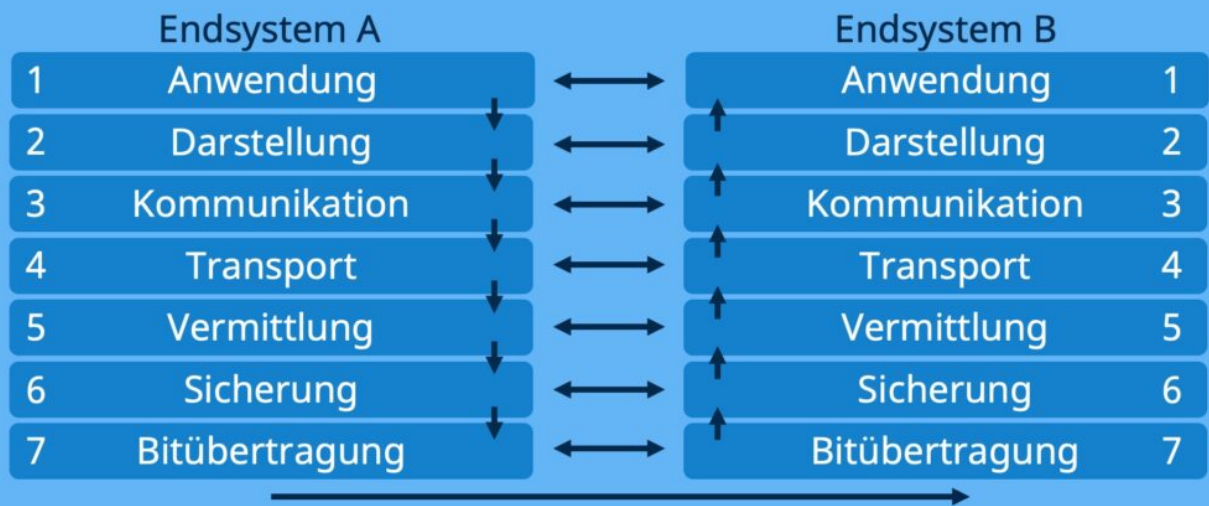 Endsystem A Endsystem B
1 Anwendung Anwendung 1
2 Darstellung Darstellung 2
3 Kommunikation Kommunikation 3
4 Transport Transport 4
5 Vermittlung Vermittlung 5
6 Sicherung Sicherung 6
7 Bitübertragung Bitübertragung 7